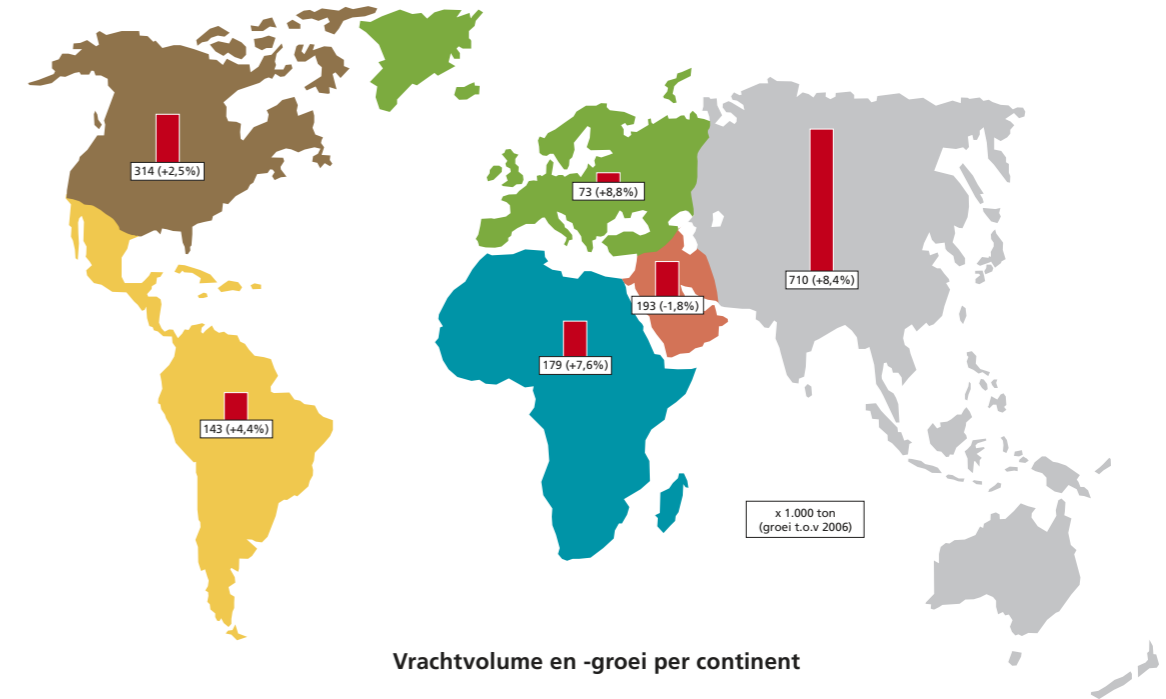 314 (+2,5%)
73 (+8,8%)
710 (+8,4%)
193 (-1,8%)
179 (+7,6%)
143 (+4,4%)
x 1.000 ton
(groei t.o.v 2006)
Vrachtvolume en -groei per continent